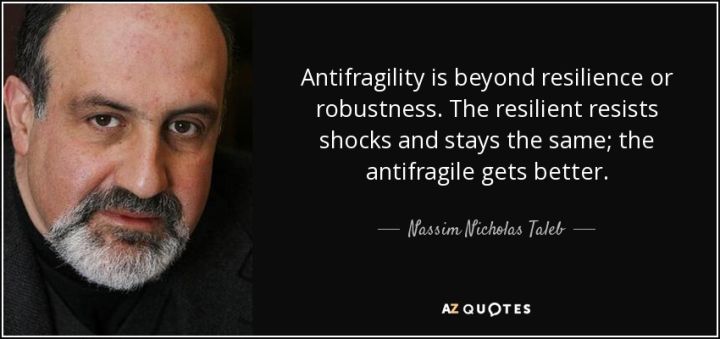 Antifragility is beyond resilience or
robustness. The resilient resists
shocks and stays the same; the
antifragile gets better.
— Nassim Nicholas Taleb —
AZ QUOTES